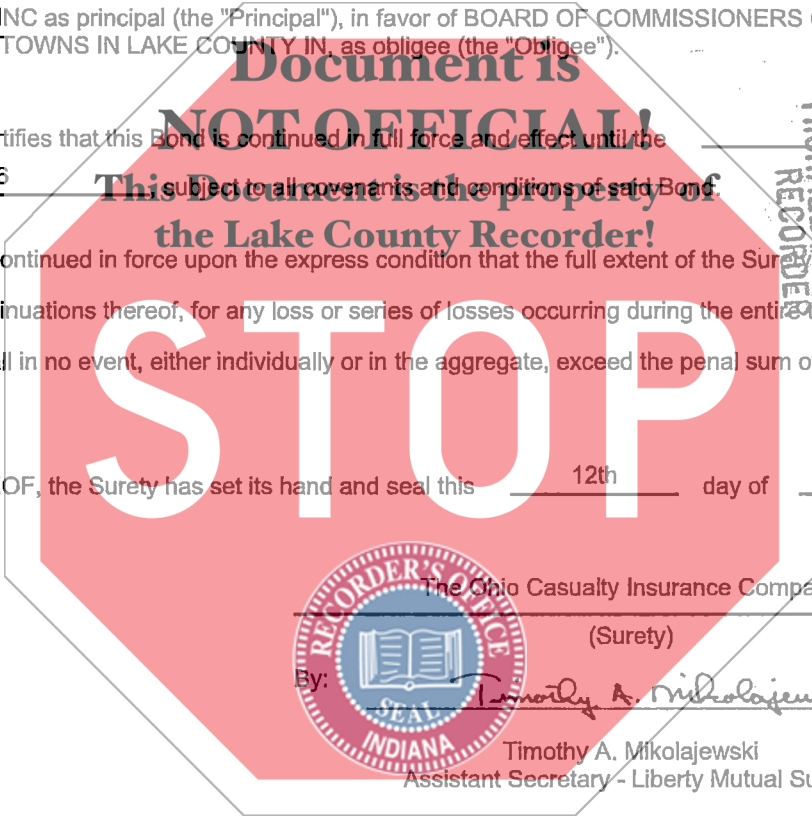 INC as principal (the "Principal"), in favor of BOARD OF COMMISSIONERS
TOWNS IN LAKE COUNTY IN, as obligee (the "Obligee").
Document is
NOT OFFICIAL!
tifies that this Bond is continued in full force and effect until the
6 , subject to all covenants and conditions of said Bond.
This Document is the property of
the Lake County Recorder!
RECORDER
ontinued in force upon the express condition that the full extent of the Sure
inuations thereof, for any loss or series of losses occurring during the entire
ll in no event, either individually or in the aggregate, exceed the penal sum o
STOP
OF, the Surety has set its hand and seal this 12th day of
The Ohio Casualty Insurance Compa
(Surety)
By: Timothy A. Mikolajew
RECORDER'S OFFICE
SEAL
INDIANA
Timothy A. Mikolajewski
Assistant Secretary - Liberty Mutual Su